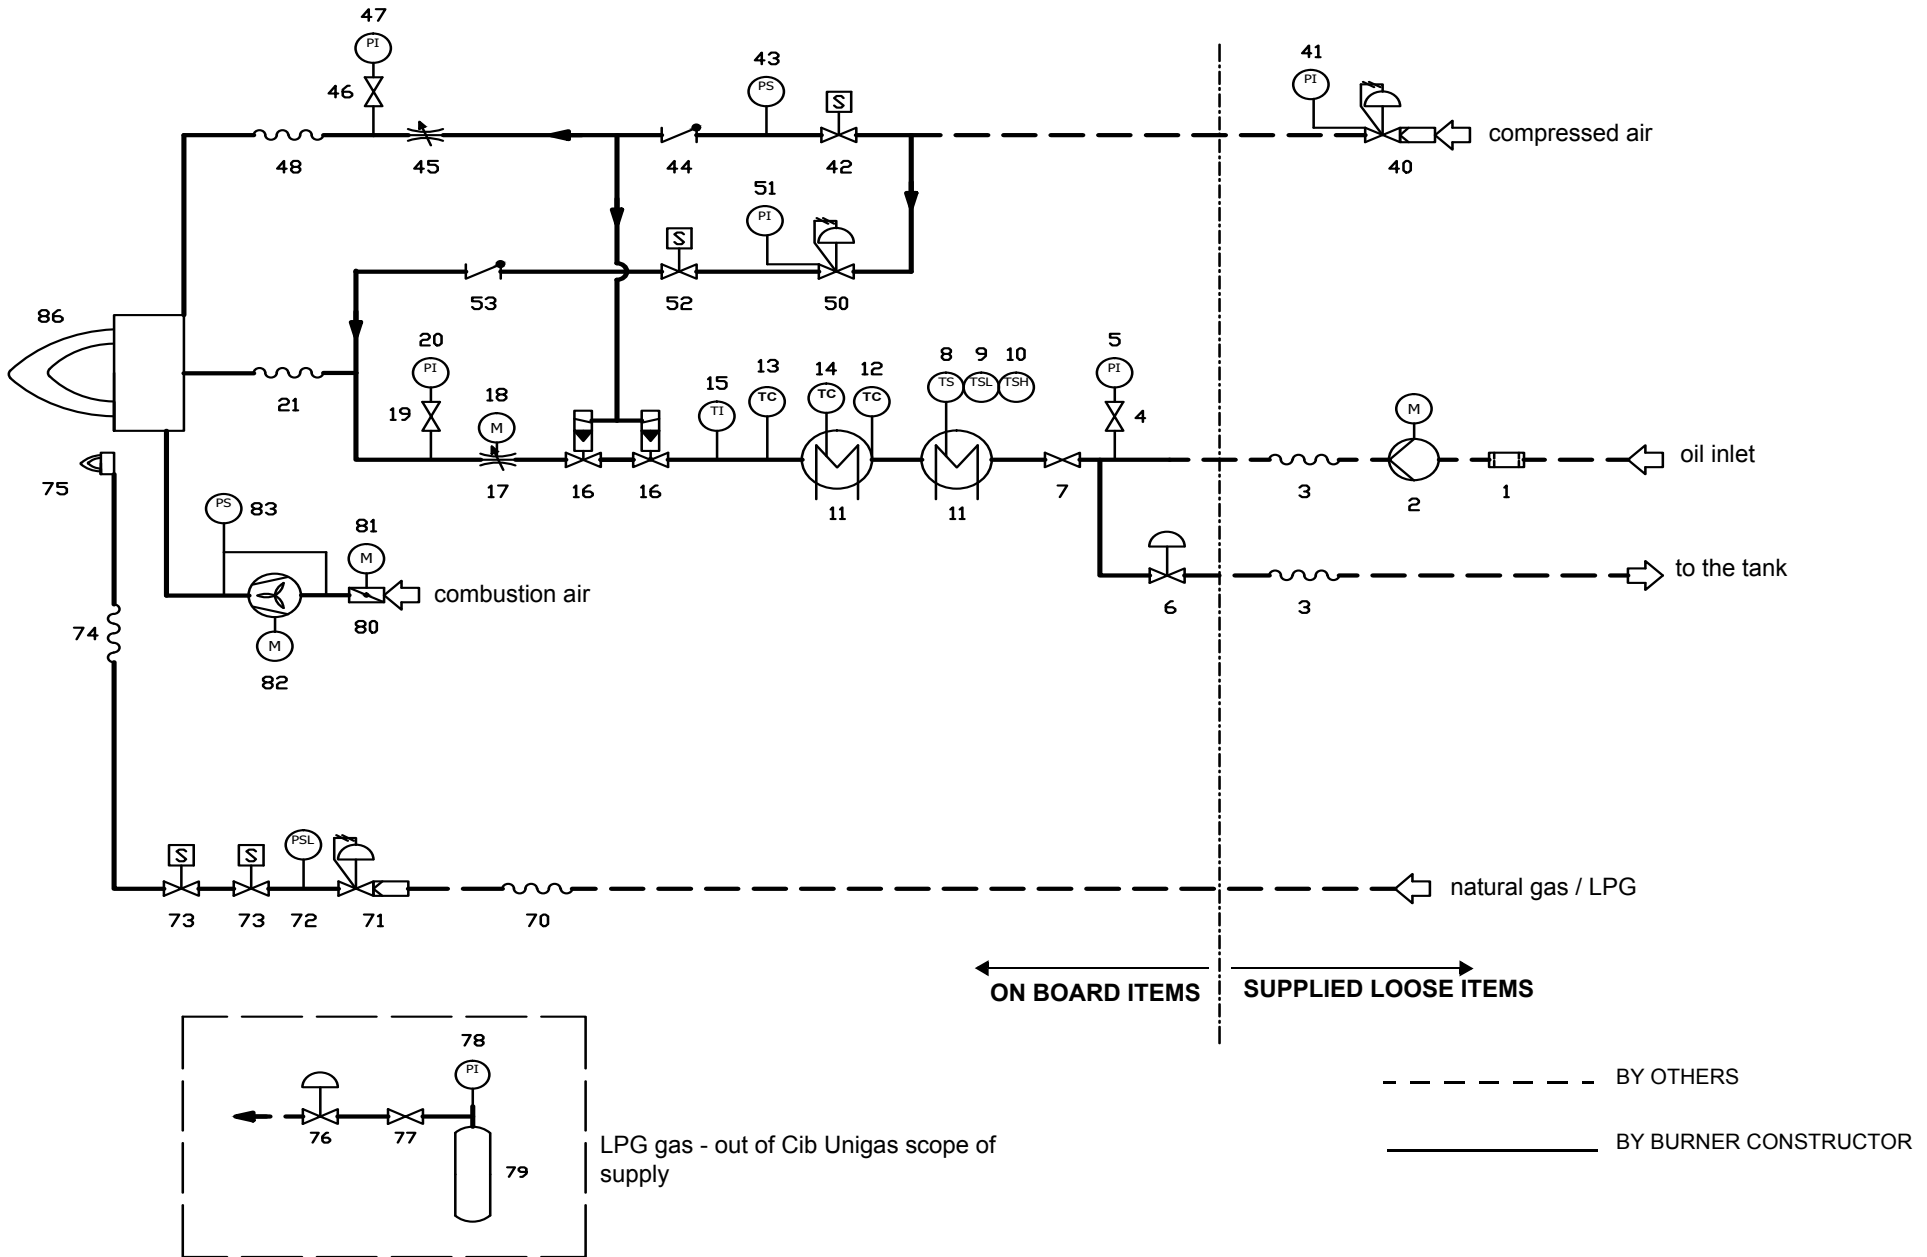 47
PI
46
48
45
44
43
PS
S
42
41
PI
40
compressed air
51
PI
S
53
52
50
86
21
20
PI
19
18
M
17
16
16
15
TI
13
TC
14
TC
12
TC
11
8
9
10
TS
TSL
TSH
11
7
5
PI
4
M
3
2
1
oil inlet
6
3
to the tank
75
PS
83
81
M
combustion air
80
M
82
74
S
S
PSL
73
73
72
71
70
natural gas / LPG
ON BOARD ITEMS
SUPPLIED LOOSE ITEMS
78
PI
76
77
79
LPG gas - out of Cib Unigas scope of
supply
BY OTHERS
BY BURNER CONSTRUCTOR